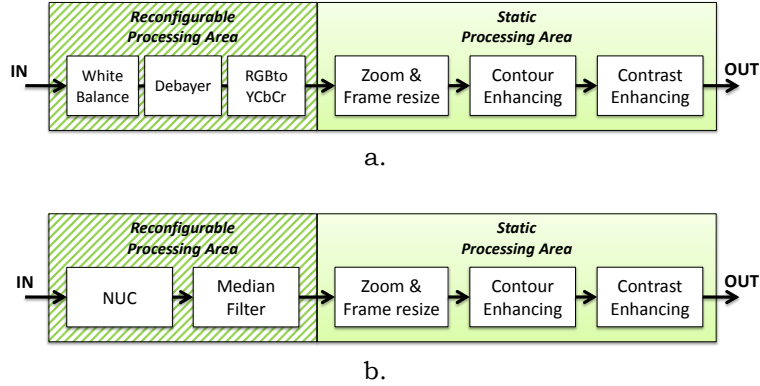 Reconfigurable
Processing Area
Static
Processing Area
IN
White
Balance
Debayer
RGBto
YCbCr
Zoom &
Frame resize
Contour
Enhancing
Contrast
Enhancing
OUT
a.
Reconfigurable
Processing Area
Static
Processing Area
IN
NUC
Median
Filter
Zoom &
Frame resize
Contour
Enhancing
Contrast
Enhancing
OUT
b.